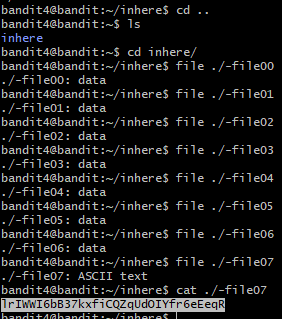 bandit4@bandit:~/inhere$ cd ..
bandit4@bandit:~$ ls
inhere
bandit4@bandit:~$ cd inhere/
bandit4@bandit:~/inhere$ file ./-file00
./-file00: data
bandit4@bandit:~/inhere$ file ./-file01
./-file01: data
bandit4@bandit:~/inhere$ file ./-file02
./-file02: data
bandit4@bandit:~/inhere$ file ./-file03
./-file03: data
bandit4@bandit:~/inhere$ file ./-file04
./-file04: data
bandit4@bandit:~/inhere$ file ./-file05
./-file05: data
bandit4@bandit:~/inhere$ file ./-file06
./-file06: data
bandit4@bandit:~/inhere$ file ./-file07
./-file07: ASCII text
bandit4@bandit:~/inhere$ cat ./-file07
lrIWWI6bB37kxfiCQZqUdOIYfr6eEeqR
bandit4@bandit:~/inhere$